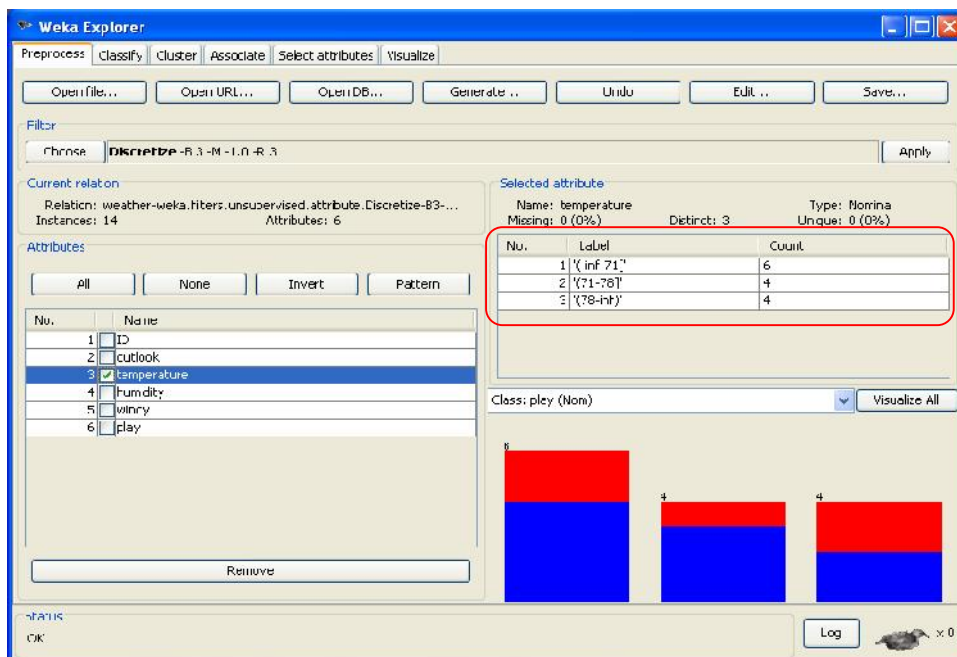 Weka Explorer
Preprocess Classify Cluster Associate Select attributes Visualize
Open file... Open URL... Open DB... Generate... Undo Edit... Save...
Filter
Choose Discretize -B 3 -M -1.0 -R 3 Apply
Current relation
Relation: weather-weka.filters.unsupervised.attribute.Discretize-B3-...
Instances: 14 Attributes: 6
Selected attribute
Name: temperature Type: Nominal
Missing: 0 (0%) Distinct: 3 Unique: 0 (0%)
Attributes
All None Invert Pattern
No. Name
1 ID
2 outlook
3 temperature
4 humidity
5 windy
6 play
Remove
No. Label Count
1 '(-inf-71]' 6
2 '(71-78]' 4
3 '(78-inf)' 4
Class: play (Nom) Visualize All
6
4
4
Status
OK
Log x 0